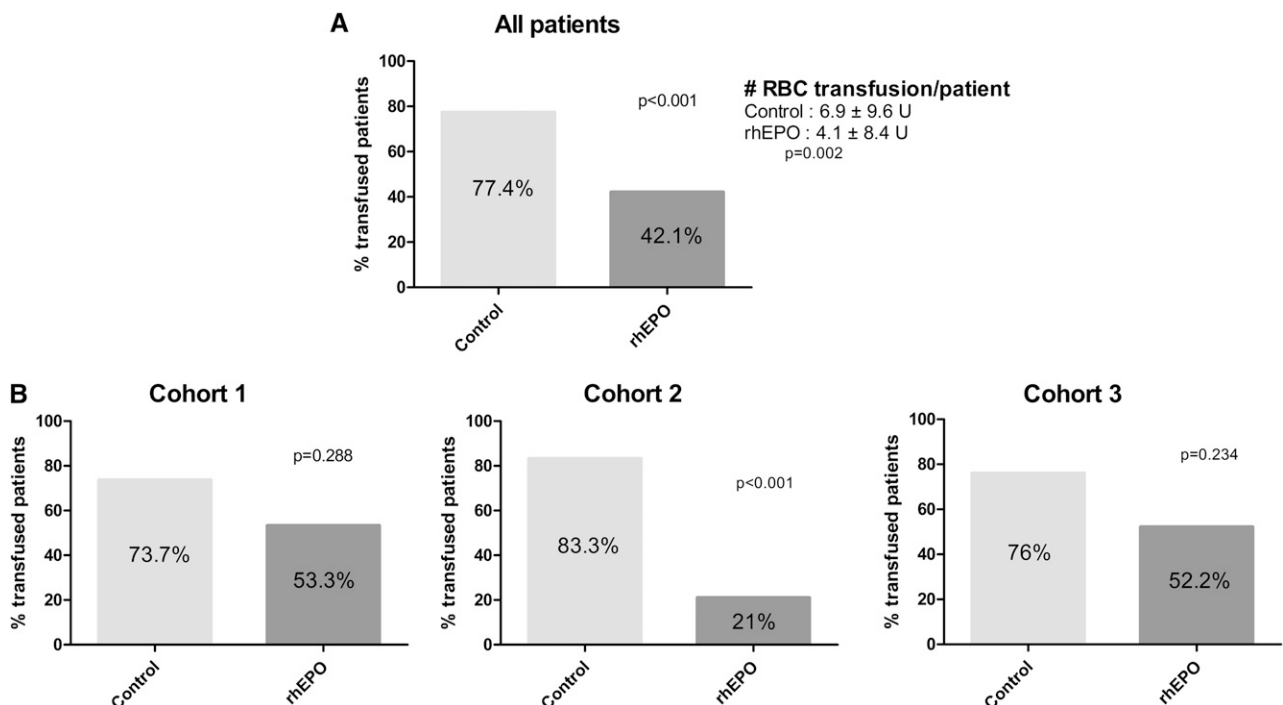 A
All patients
% transfused patients
100
80
60
40
20
0
77.4%
42.1%
p<0.001
Control
rhEPO
# RBC transfusion/patient
Control : 6.9 ± 9.6 U
rhEPO : 4.1 ± 8.4 U
p=0.002
B
Cohort 1
% transfused patients
100
80
60
40
20
0
73.7%
53.3%
p=0.288
Control
rhEPO
Cohort 2
% transfused patients
100
80
60
40
20
0
83.3%
21%
p<0.001
Control
rhEPO
Cohort 3
% transfused patients
100
80
60
40
20
0
76%
52.2%
p=0.234
Control
rhEPO